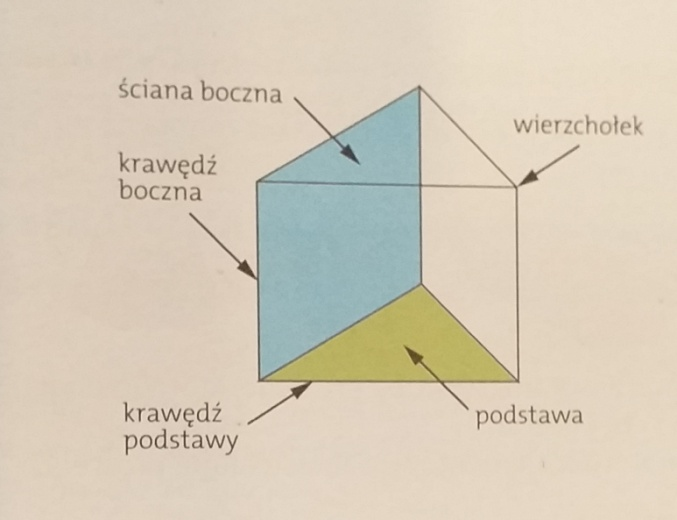 ściana boczna
wierzchołek
krawędź
boczna
krawędź
podstawy
podstawa